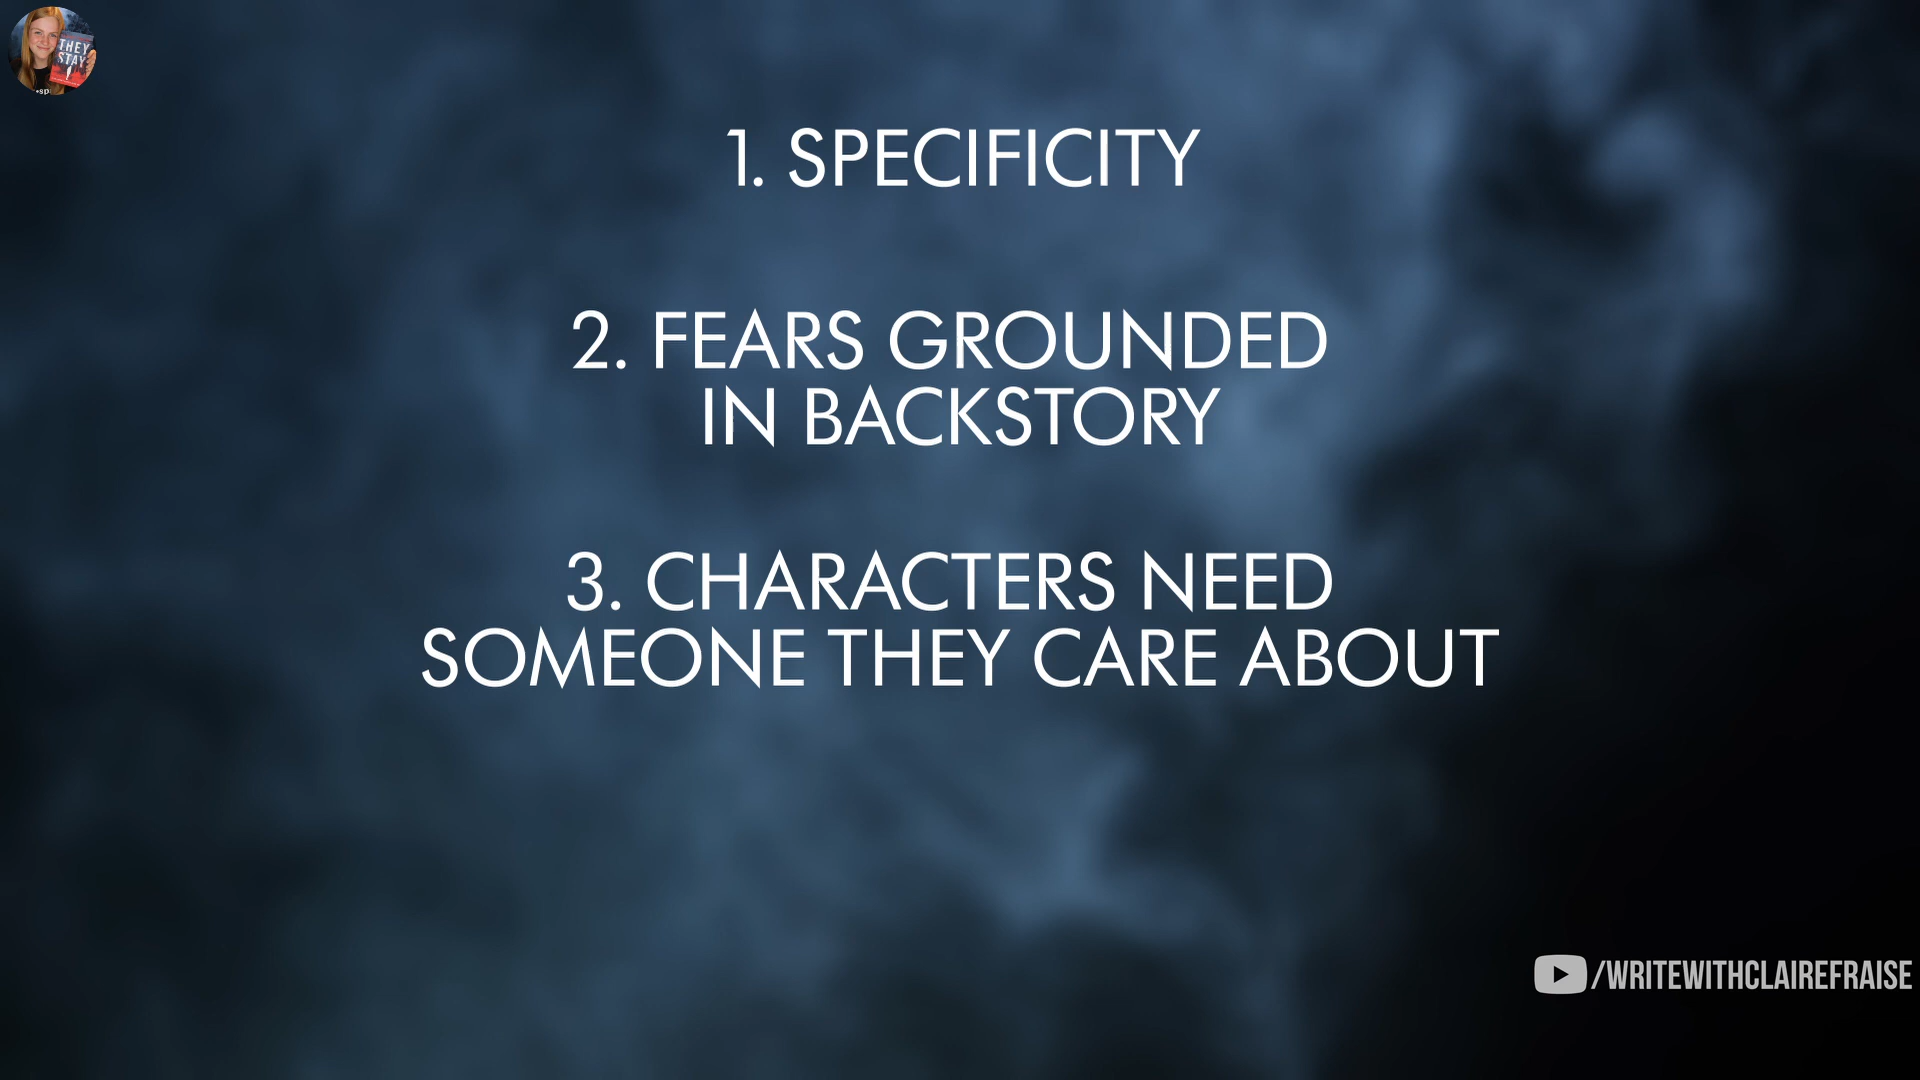 THEY
STAY
1. SPECIFICITY
2. FEARS GROUNDED
IN BACKSTORY
3. CHARACTERS NEED
SOMEONE THEY CARE ABOUT
/WRITEWITHCLAIREFRAISE